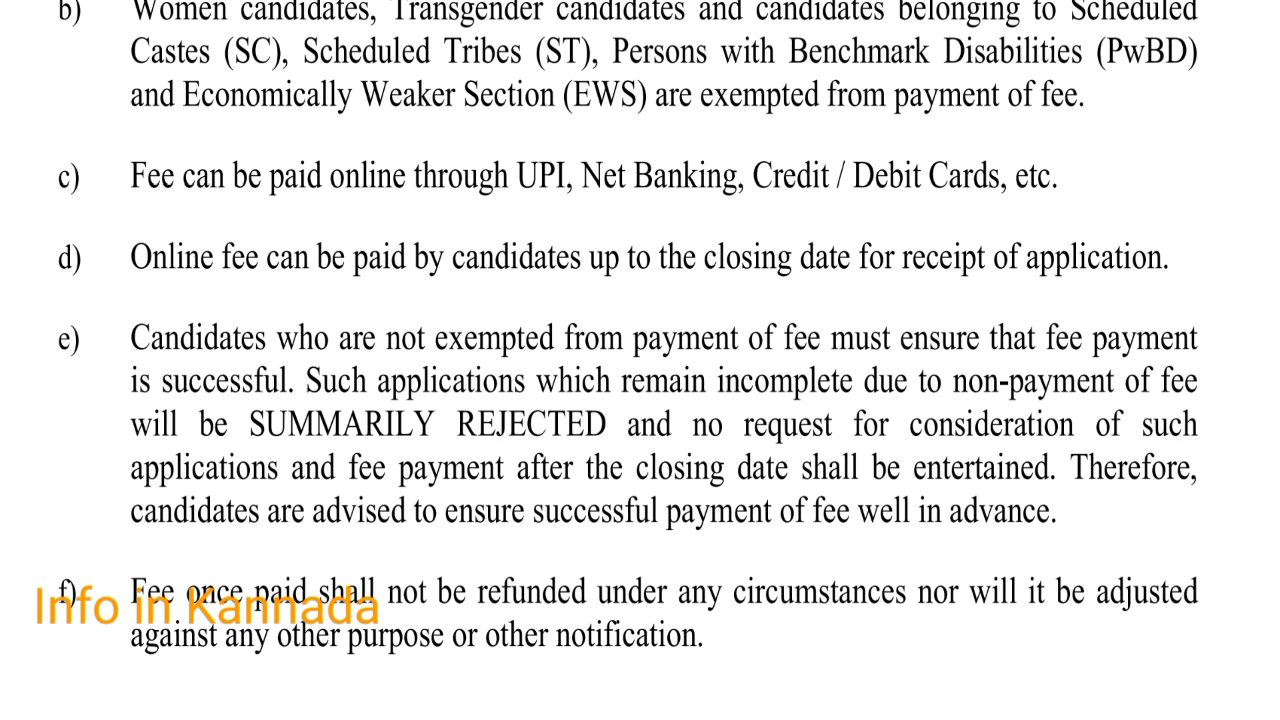 b) Women candidates, Transgender candidates and candidates belonging to Scheduled
Castes (SC), Scheduled Tribes (ST), Persons with Benchmark Disabilities (PwBD)
and Economically Weaker Section (EWS) are exempted from payment of fee.
c) Fee can be paid online through UPI, Net Banking, Credit / Debit Cards, etc.
d) Online fee can be paid by candidates up to the closing date for receipt of application.
e) Candidates who are not exempted from payment of fee must ensure that fee payment
is successful. Such applications which remain incomplete due to non-payment of fee
will be SUMMARILY REJECTED and no request for consideration of such
applications and fee payment after the closing date shall be entertained. Therefore,
candidates are advised to ensure successful payment of fee well in advance.
f) Fee once paid shall not be refunded under any circumstances nor will it be adjusted
Info in Kannada
against any other purpose or other notification.